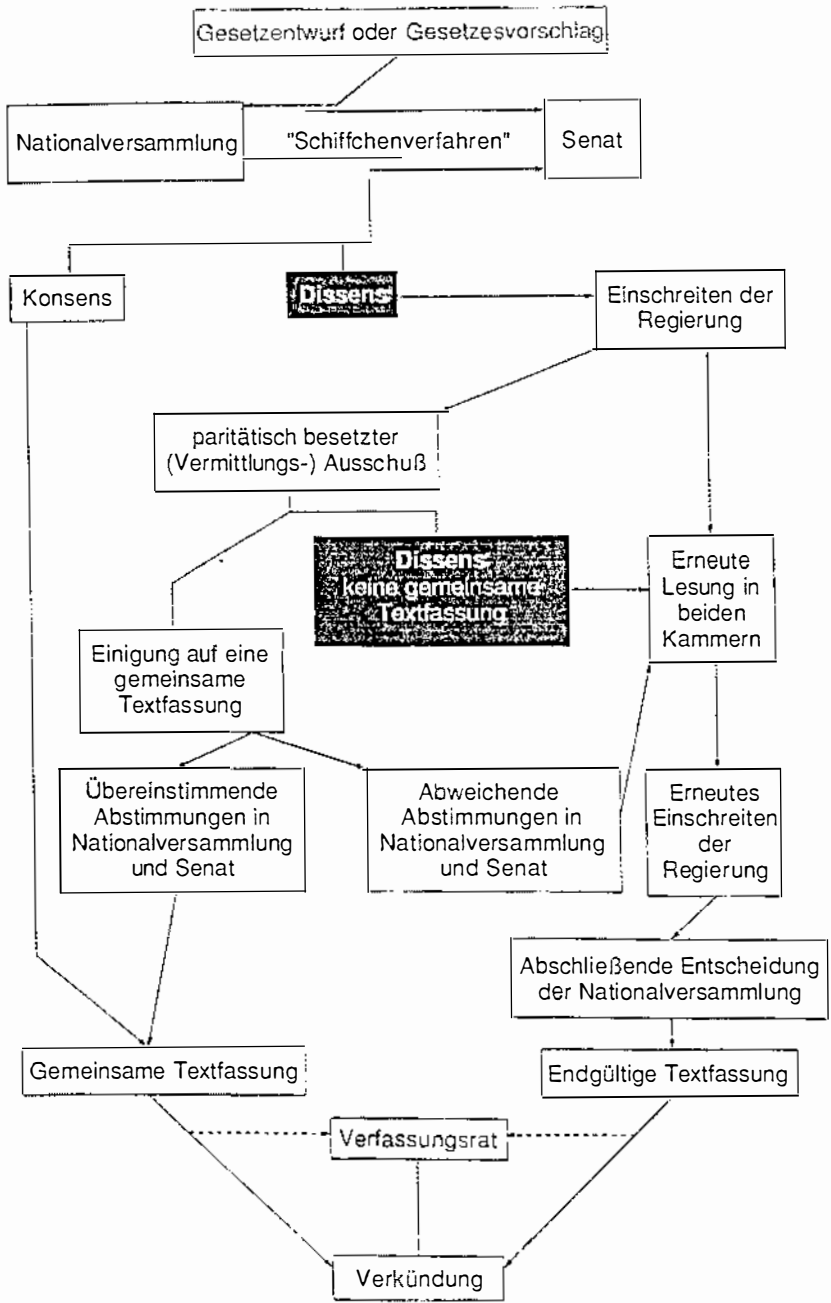 Gesetzentwurf oder Gesetzesvorschlag
Nationalversammlung
"Schiffchenverfahren"
Senat
Konsens
Dissens
Einschreiten der
Regierung
paritätisch besetzter
(Vermittlungs-) Ausschuß
Dissens,
keine gemeinsame
Textfassung
Erneute
Lesung in
beiden
Kammern
Einigung auf eine
gemeinsame
Textfassung
Übereinstimmende
Abstimmungen in
Nationalversammlung
und Senat
Abweichende
Abstimmungen in
Nationalversammlung
und Senat
Erneutes
Einschreiten
der
Regierung
Abschließende Entscheidung
der Nationalversammlung
Gemeinsame Textfassung
Endgültige Textfassung
Verfassungsrat
Verkündung